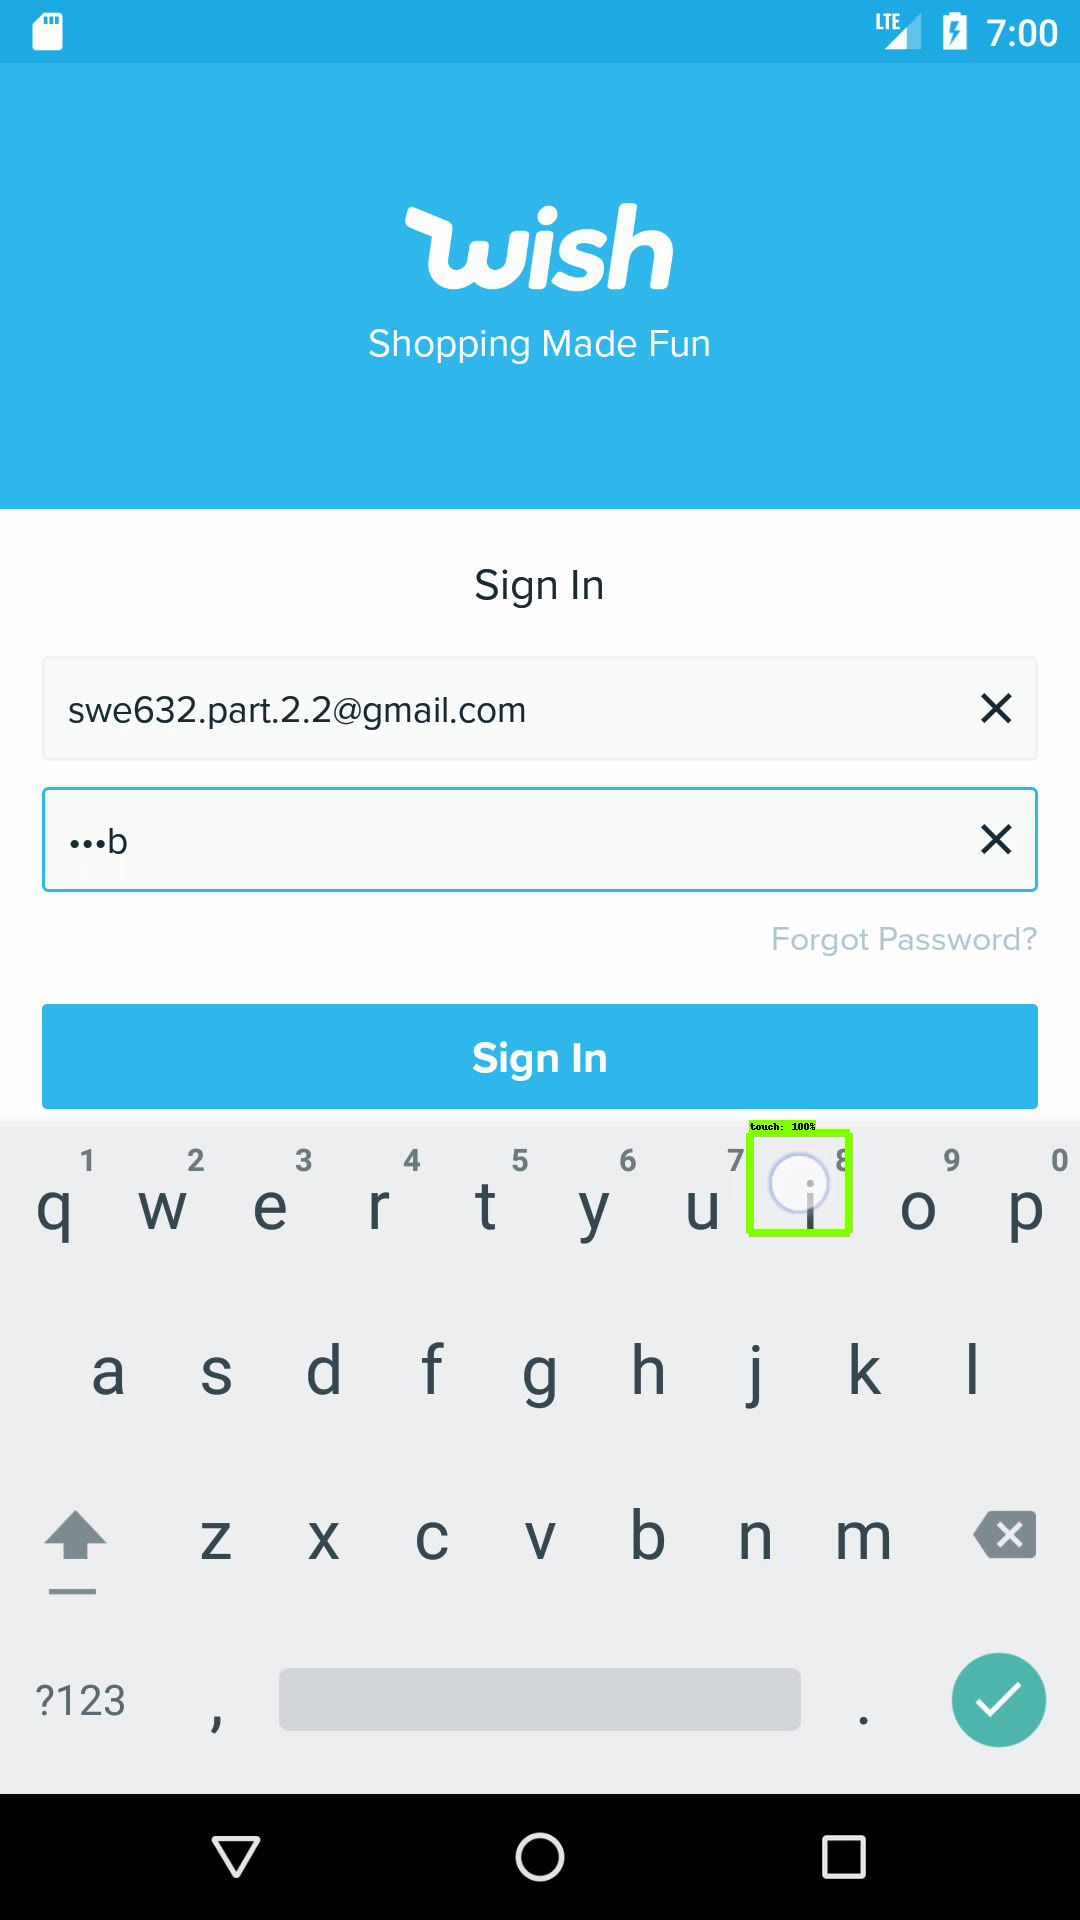 LTE 7:00
wish
Shopping Made Fun
Sign In
swe632.part.2.2@gmail.com
•••b
Forgot Password?
Sign In
touch: 100%
1 2 3 4 5 6 7 8 9 0
q w e r t y u i o p
a s d f g h j k l
z x c v b n m
?123 , .